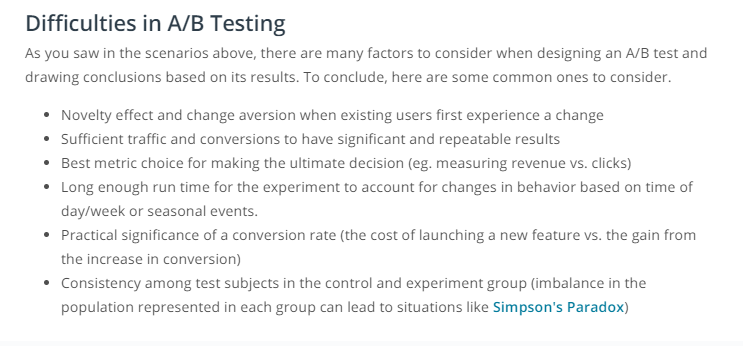 Difficulties in A/B Testing
As you saw in the scenarios above, there are many factors to consider when designing an A/B test and
drawing conclusions based on its results. To conclude, here are some common ones to consider.
• Novelty effect and change aversion when existing users first experience a change
• Sufficient traffic and conversions to have significant and repeatable results
• Best metric choice for making the ultimate decision (eg. measuring revenue vs. clicks)
• Long enough run time for the experiment to account for changes in behavior based on time of
day/week or seasonal events.
• Practical significance of a conversion rate (the cost of launching a new feature vs. the gain from
the increase in conversion)
• Consistency among test subjects in the control and experiment group (imbalance in the
population represented in each group can lead to situations like Simpson's Paradox)